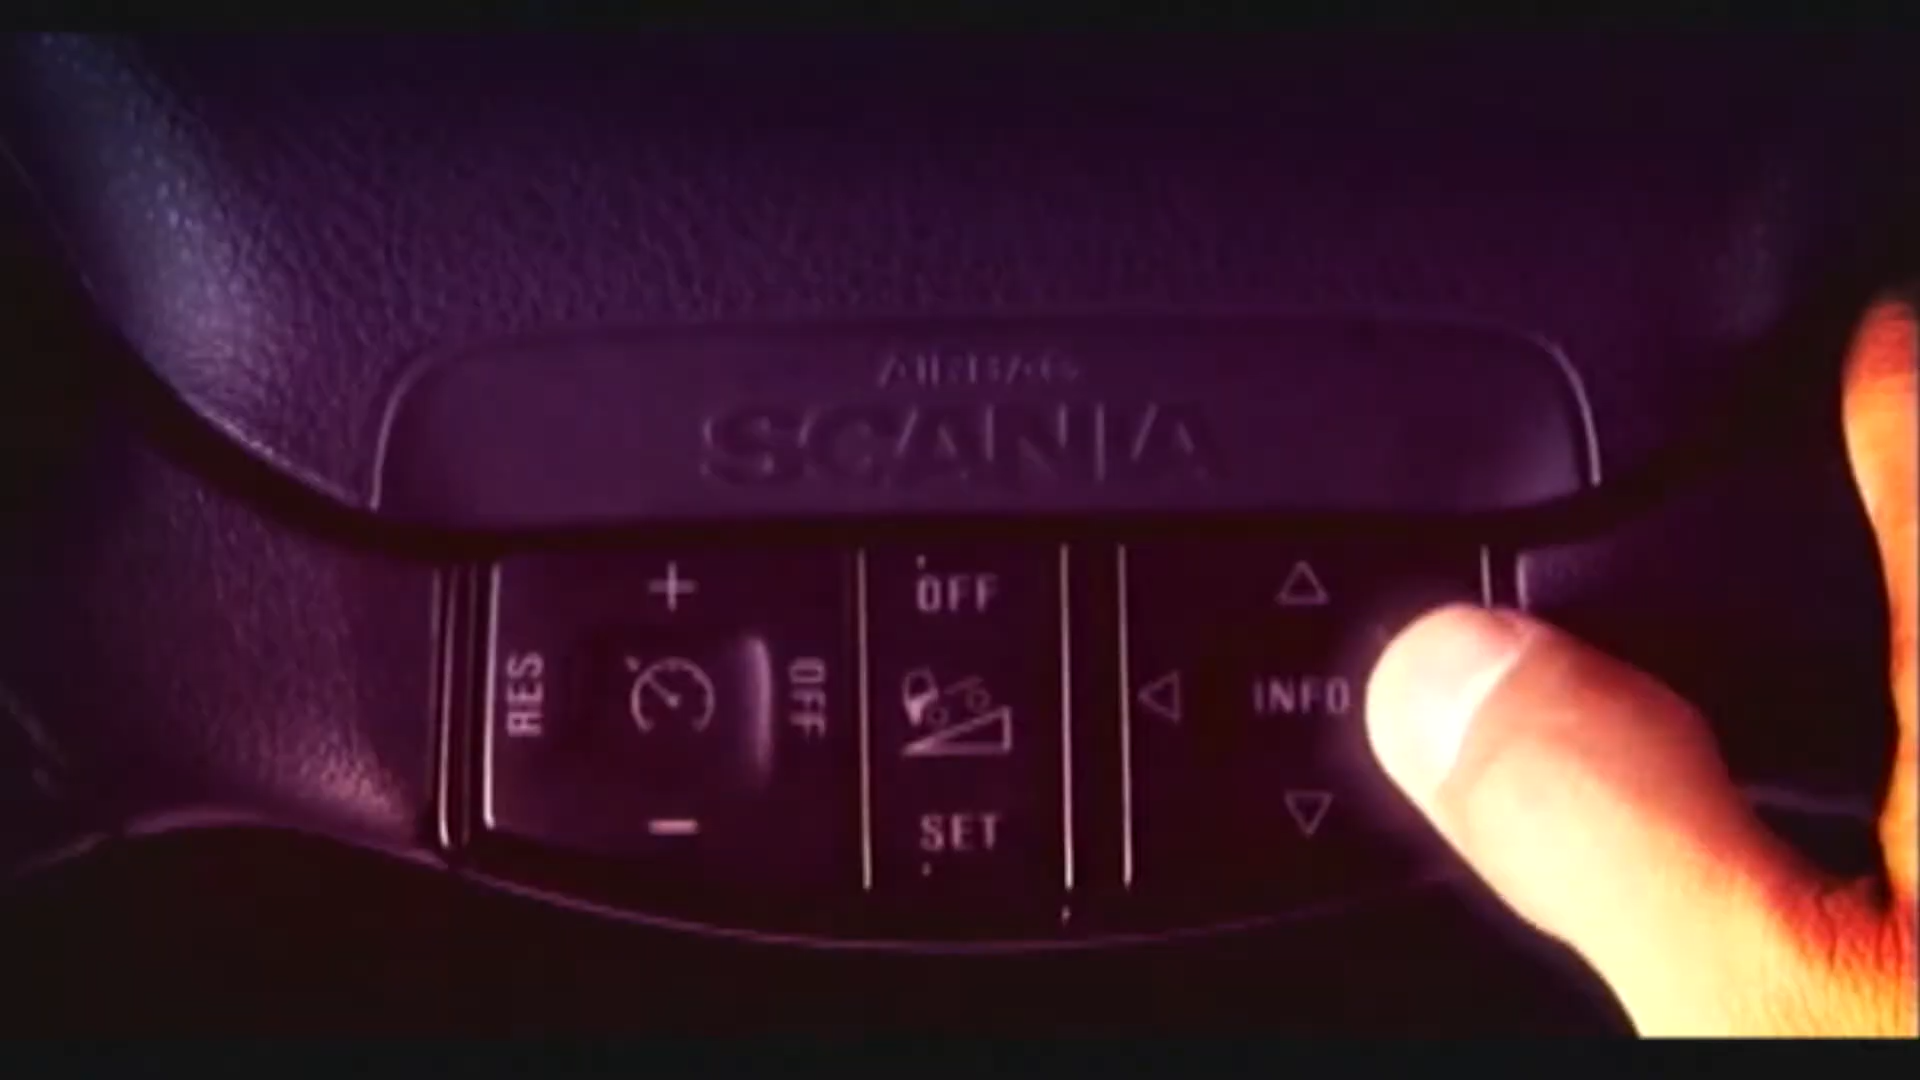 AIRBAG
SCANIA
+
OFF
RES
OFF
INFO
−
SET